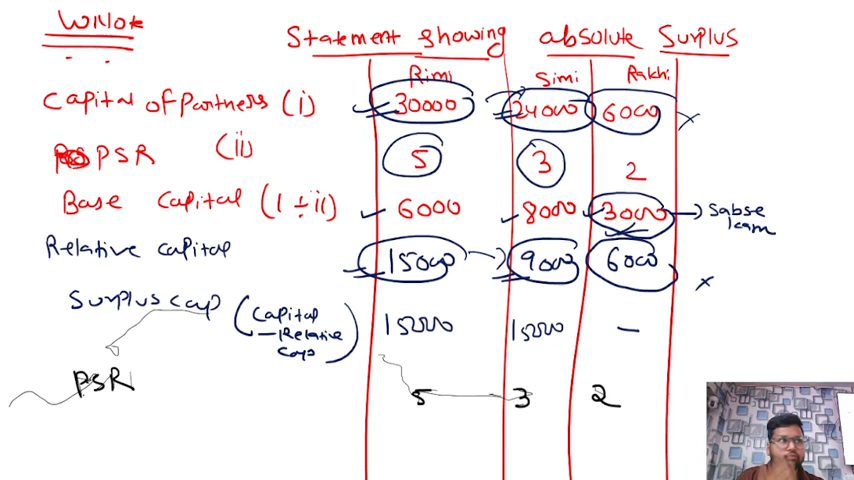 WNote
Statement showing absolute Surplus
Rimi Simi Rakhi
Capital of Partners (i) 30000 24000 6000 x
PSR (ii) 5 3 2
Base Capital (I ÷ ii) 6000 8000 3000 → Sabse kam
Relative capital 15000 9000 6000 x
Surplus cap (Capital - Relative cap) 15000 15000 -
PSR 5 3 2